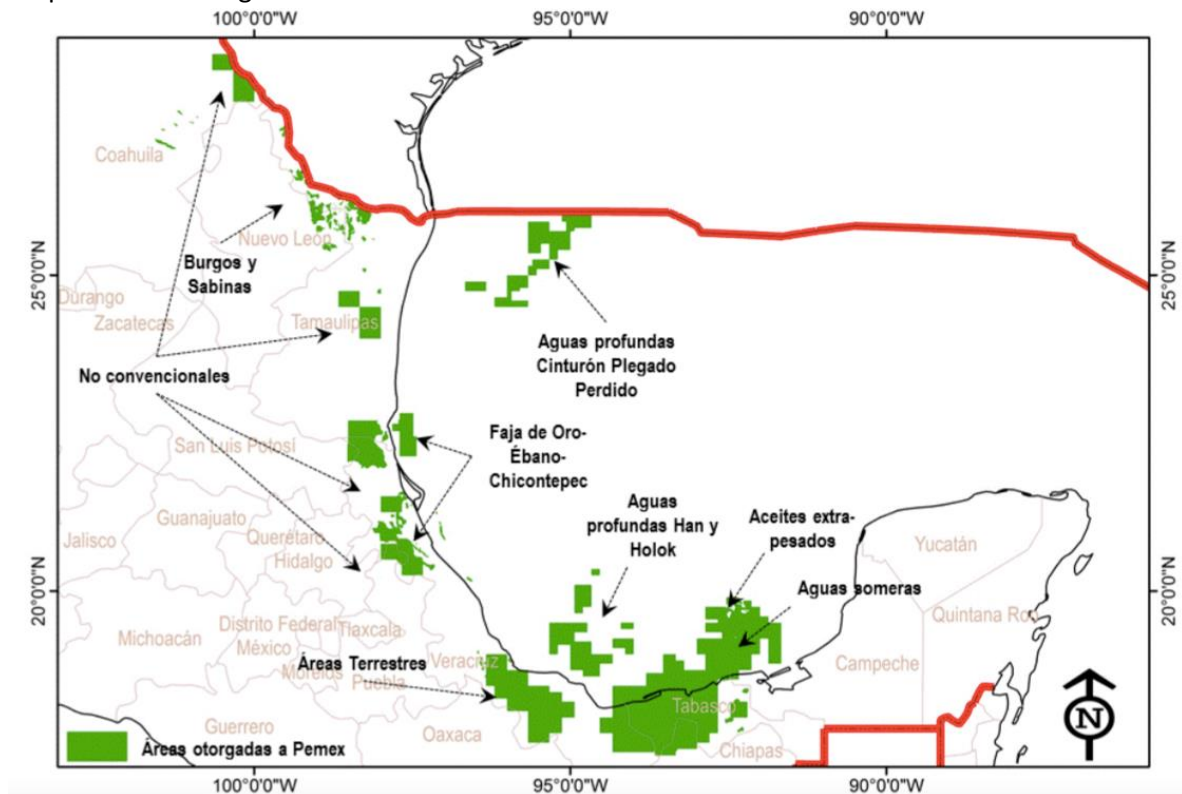 100°0'0"W 95°0'0"W 90°0'0"W
Coahuila
Nuevo León
Burgos y
Sabinas
25°0'0"N
25°0'0"N
Durango
Zacatecas
Tamaulipas
Aguas profundas
Cinturón Plegado
Perdido
No convencionales
San Luis Potosí
Faja de Oro-
Ébano-
Chicontepec
Aguas
profundas Han y
Holok
Aceites extra-
pesados
Guanajuato
Jalisco
Querétaro
Hidalgo
Yucatán
20°0'0"N
20°0'0"N
Aguas someras
Quintana Roo
Distrito Federal
Tlaxcala
Michoacán
México
Morelos
Puebla
Áreas Terrestres
Veracruz
Campeche
Tabasco
Guerrero
Oaxaca
Chiapas
N
Áreas otorgadas a Pemex
100°0'0"W 95°0'0"W 90°0'0"W